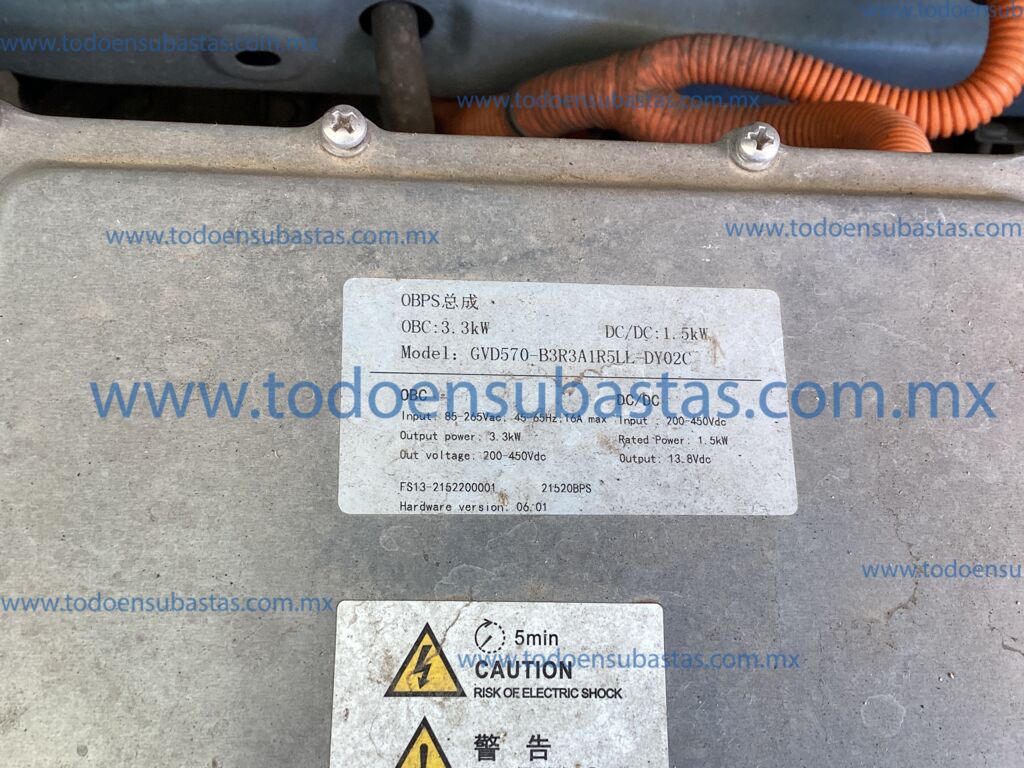 www.todoensubastas.com.mx
www.todoensubastas.com.mx
www.todoensubastas.com.mx
www.todoensubastas.com.mx
OBPS总成
OBC:3.3kW DC/DC:1.5kW
Model: GVD570-B3R3A1R5LL-DY02C
www.todoensubastas.com.mx
OBC DC/DC
Input: 85-265Vac, 45-65Hz,16A max Input : 200-450Vdc
Output power: 3.3kW Rated Power: 1.5kW
Out voltage: 200-450Vdc Output: 13.8Vdc
FS13-2152200001 2152OBPS
Hardware version: 06.01
www.todoensubastas.com
www.todoensubastas.com.mx
5min
www.todoensubastas.com.mx
CAUTION
RISK OF ELECTRIC SHOCK
警告